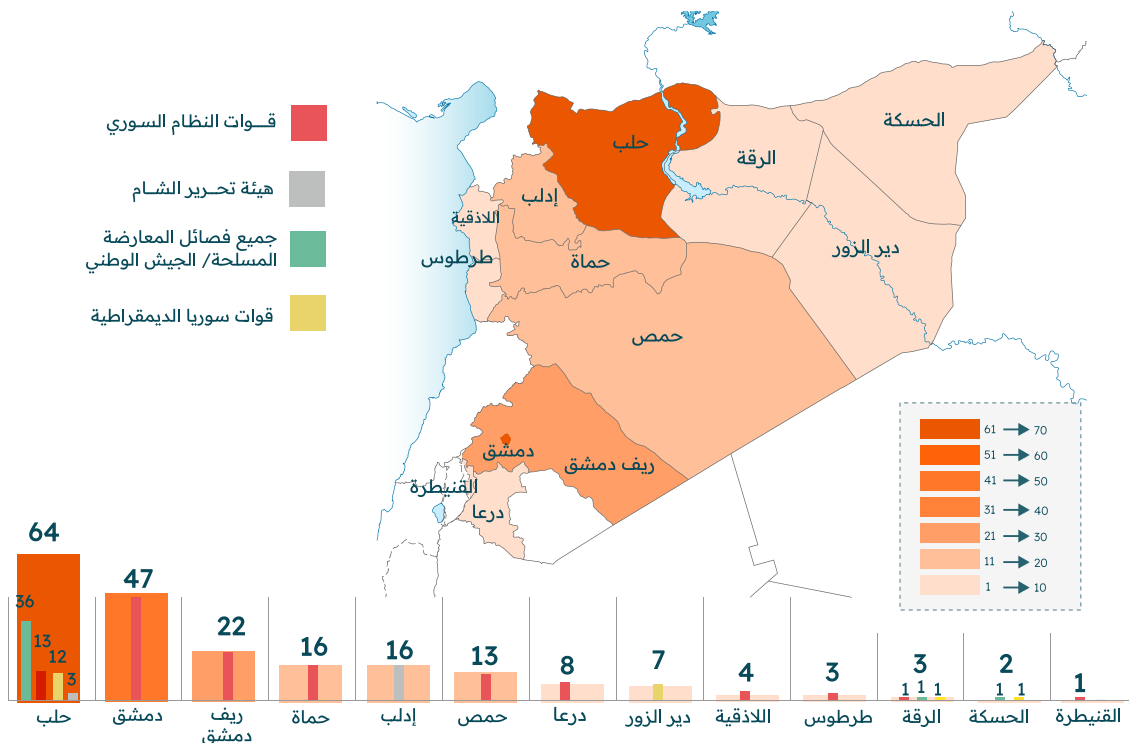 قــوات النظام السوري
هيئة تحـرير الشـام
جميع فصائل المعارضة
المسلحة/ الجيش الوطني
قوات سوريا الديمقراطية
الحسكة
حلب
الرقة
إدلب
اللاذقية
دير الزور
طرطوس
حماة
حمص
دمشق
ريف دمشق
القنيطرة
درعا
61 70
51 60
41 50
31 40
21 30
11 20
1 10
64
36
13
12
3
حلب
47
دمشق
22
ريف
دمشق
16
حماة
16
إدلب
13
حمص
8
درعا
7
دير الزور
4
اللاذقية
3
طرطوس
3
1 1 1
الرقة
2
1 1
الحسكة
1
القنيطرة